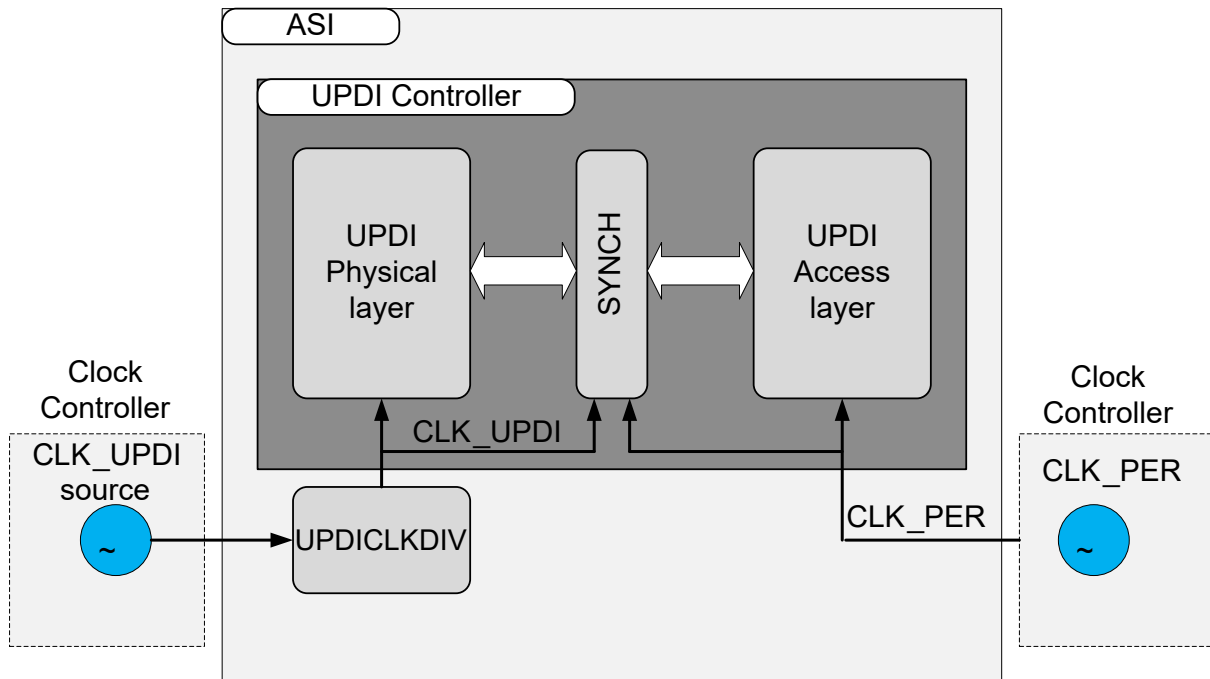 ASI
UPDI Controller
UPDI
Physical
layer
SYNCH
UPDI
Access
layer
CLK_UPDI
Clock
Controller
CLK_UPDI
source
~
UPDICLKDIV
CLK_PER
Clock
Controller
CLK_PER
~